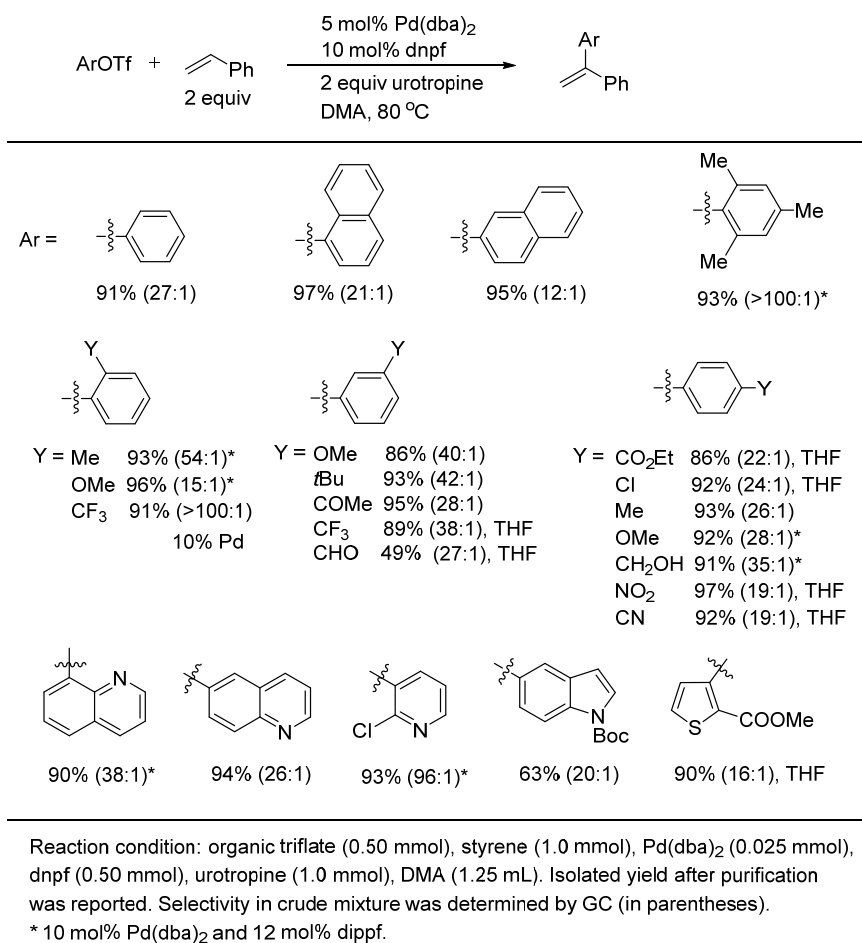 5 mol% Pd(dba)2
10 mol% dnpf
ArOTf + Ph
2 equiv
2 equiv urotropine
DMA, 80 °C
Ar
Ph
Ar =
91% (27:1)
97% (21:1)
95% (12:1)
Me
Me
Me
93% (>100:1)*
Y
Y = Me 93% (54:1)*
OMe 96% (15:1)*
CF3 91% (>100:1)
10% Pd
Y
Y = OMe 86% (40:1)
tBu 93% (42:1)
COMe 95% (28:1)
CF3 89% (38:1), THF
CHO 49% (27:1), THF
Y
Y = CO2Et 86% (22:1), THF
Cl 92% (24:1), THF
Me 93% (26:1)
OMe 92% (28:1)*
CH2OH 91% (35:1)*
NO2 97% (19:1), THF
CN 92% (19:1), THF
N
90% (38:1)*
N
94% (26:1)
Cl N
93% (96:1)*
N
Boc
63% (20:1)
S COOMe
90% (16:1), THF
Reaction condition: organic triflate (0.50 mmol), styrene (1.0 mmol), Pd(dba)2 (0.025 mmol),
dnpf (0.50 mmol), urotropine (1.0 mmol), DMA (1.25 mL). Isolated yield after purification
was reported. Selectivity in crude mixture was determined by GC (in parentheses).
* 10 mol% Pd(dba)2 and 12 mol% dippf.